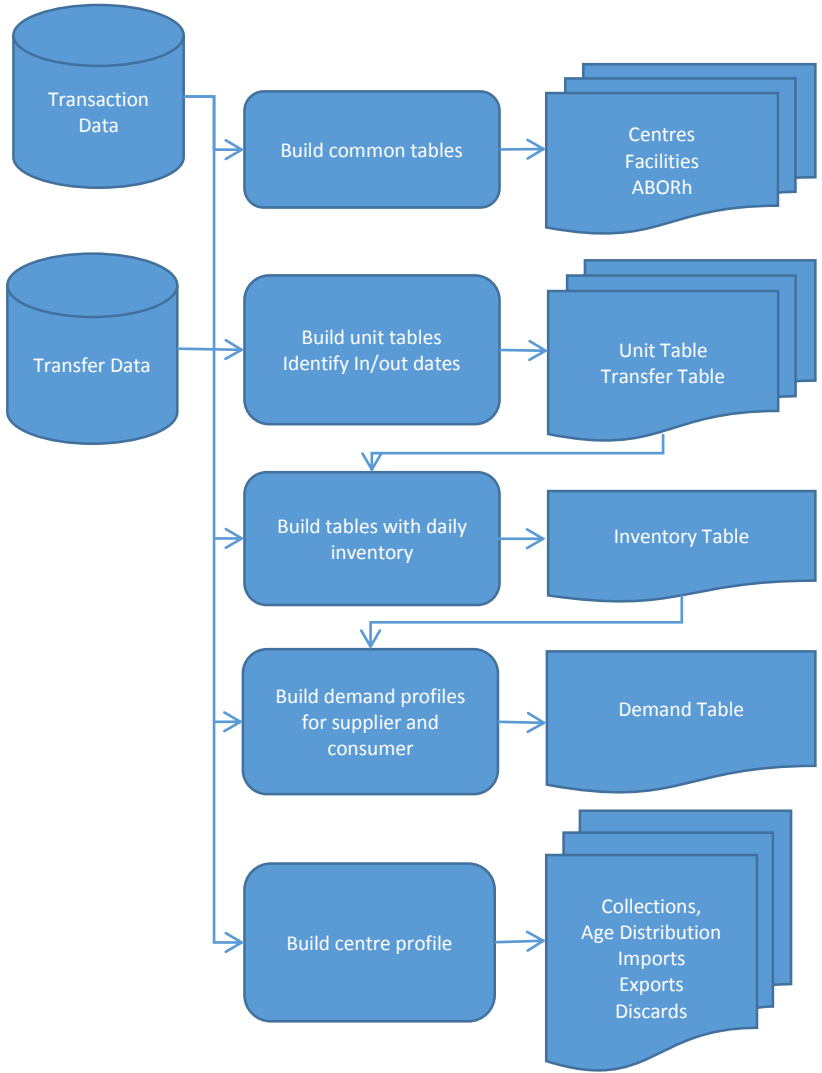 Transaction
Data
Build common tables
Centres
Facilities
ABORh
Transfer Data
Build unit tables
Identify In/out dates
Unit Table
Transfer Table
Build tables with daily
inventory
Inventory Table
Build demand profiles
for supplier and
consumer
Demand Table
Build centre profile
Collections,
Age Distribution
Imports
Exports
Discards